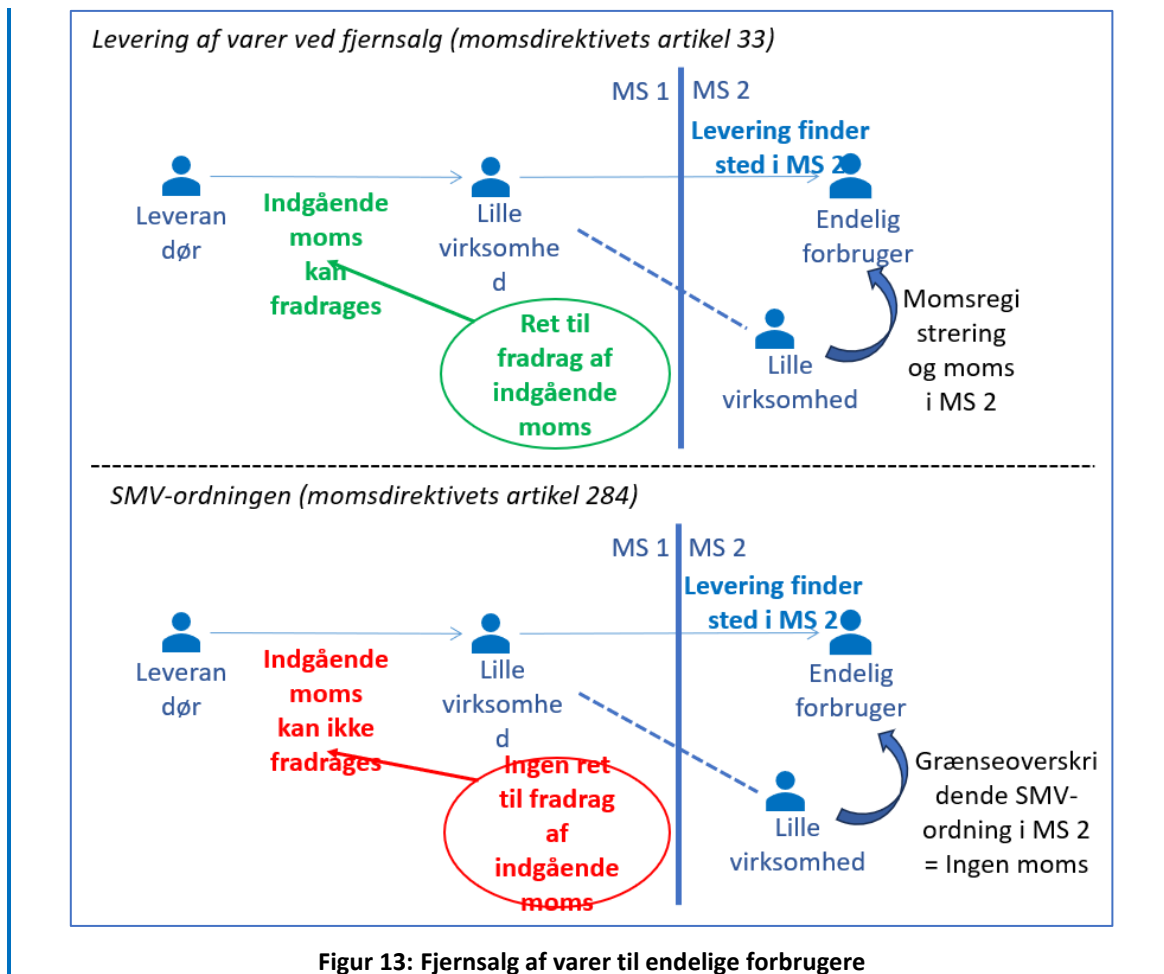 Levering af varer ved fjernsalg (momsdirektivets artikel 33)
MS 1
MS 2
Levering finder
sted i MS 2
Leveran
dør
Indgående
moms
kan
fradrages
Lille
virksomhe
d
Endelig
forbruger
Ret til
fradrag af
indgående
moms
Lille
virksomhed
Momsregi
strering
og moms
i MS 2
SMV-ordningen (momsdirektivets artikel 284)
MS 1
MS 2
Levering finder
sted i MS 2
Leveran
dør
Indgående
moms
kan ikke
fradrages
Lille
virksomhe
d
Endelig
forbruger
Ingen ret
til fradrag
af
indgående
moms
Lille
virksomhed
Grænseoverskri
dende SMV-
ordning i MS 2
= Ingen moms
Figur 13: Fjernsalg af varer til endelige forbrugere